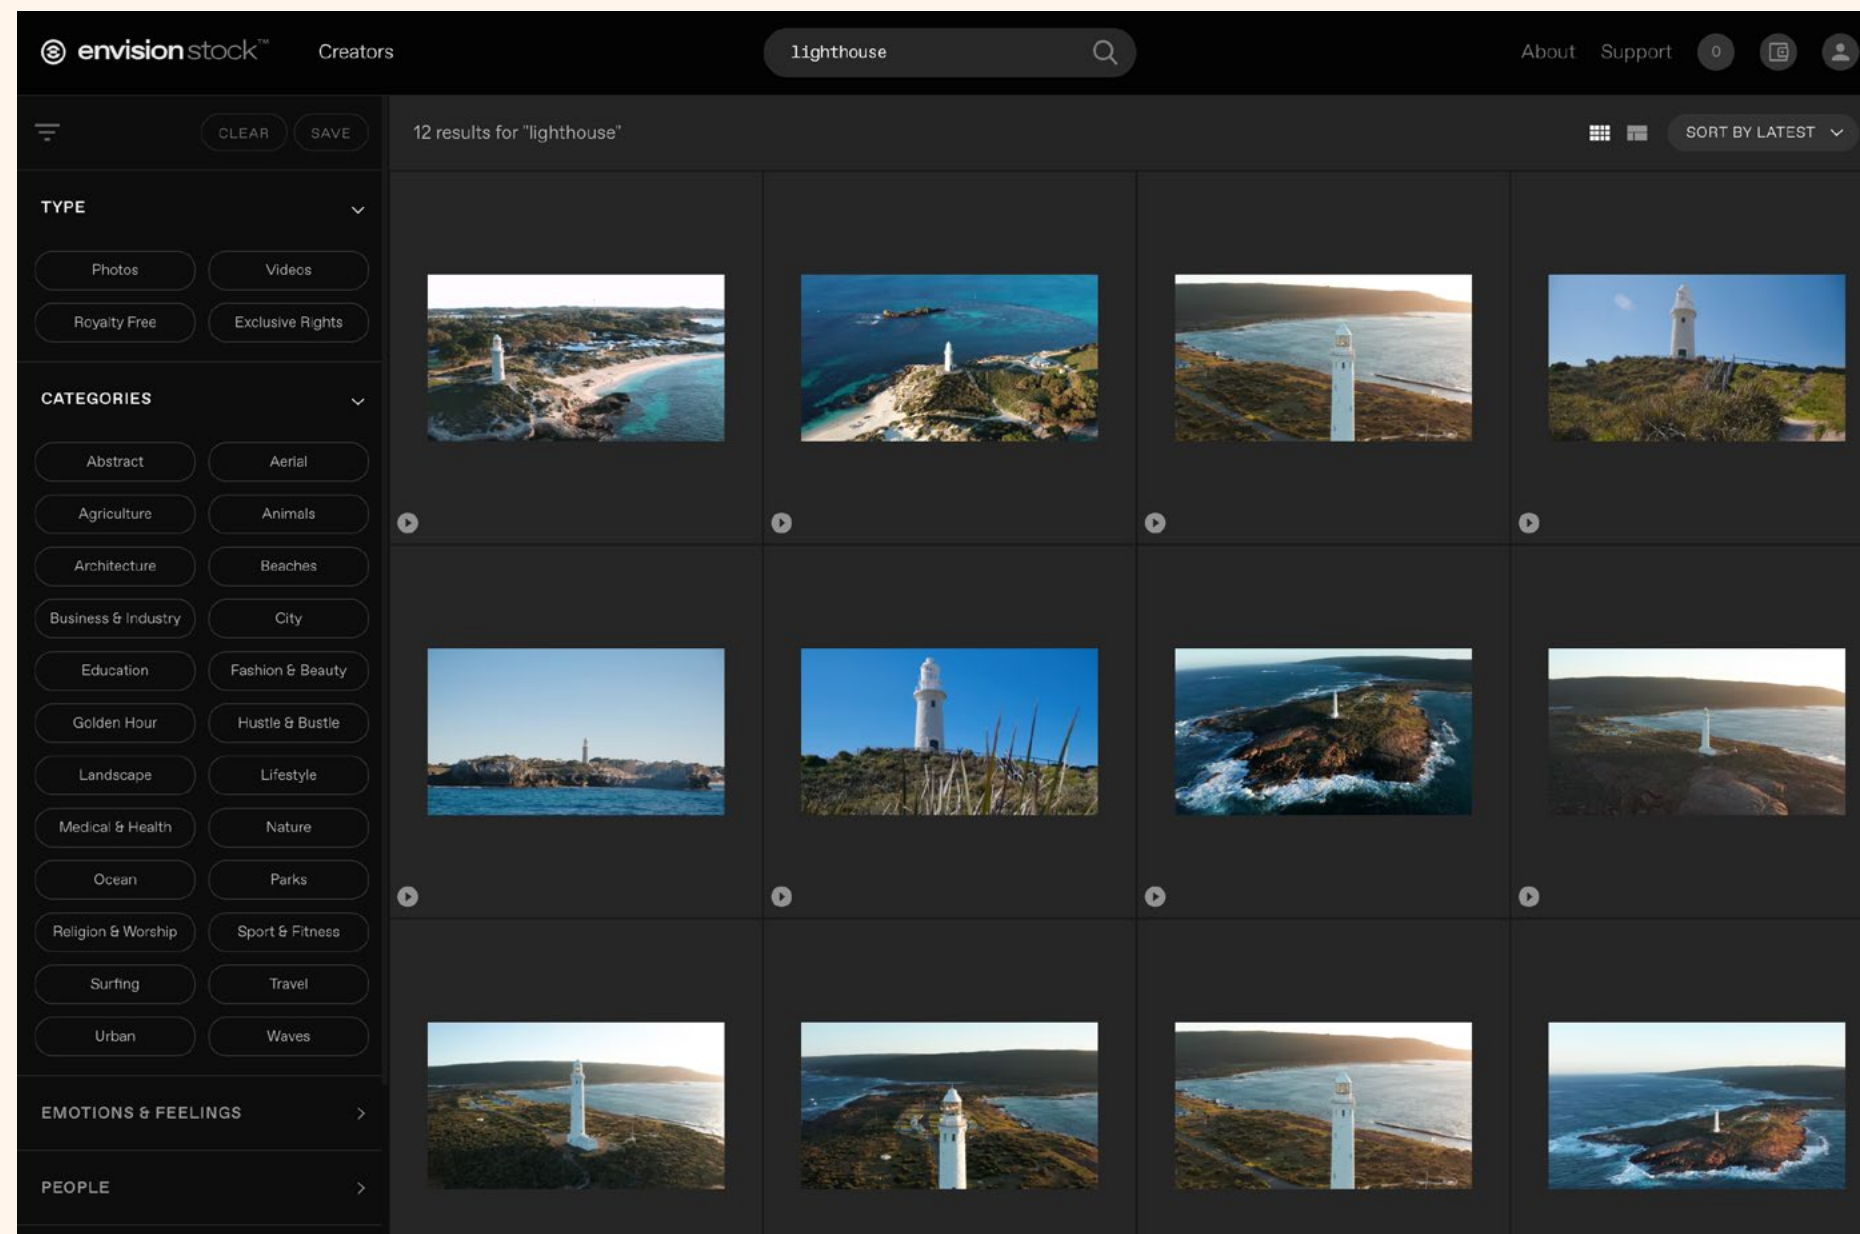 envision stock™ Creators lighthouse About Support 0
CLEAR SAVE
12 results for "lighthouse" SORT BY LATEST
TYPE
Photos Videos
Royalty Free Exclusive Rights
CATEGORIES
Abstract Aerial
Agriculture Animals
Architecture Beaches
Business & Industry City
Education Fashion & Beauty
Golden Hour Hustle & Bustle
Landscape Lifestyle
Medical & Health Nature
Ocean Parks
Religion & Worship Sport & Fitness
Surfing Travel
Urban Waves
EMOTIONS & FEELINGS
PEOPLE